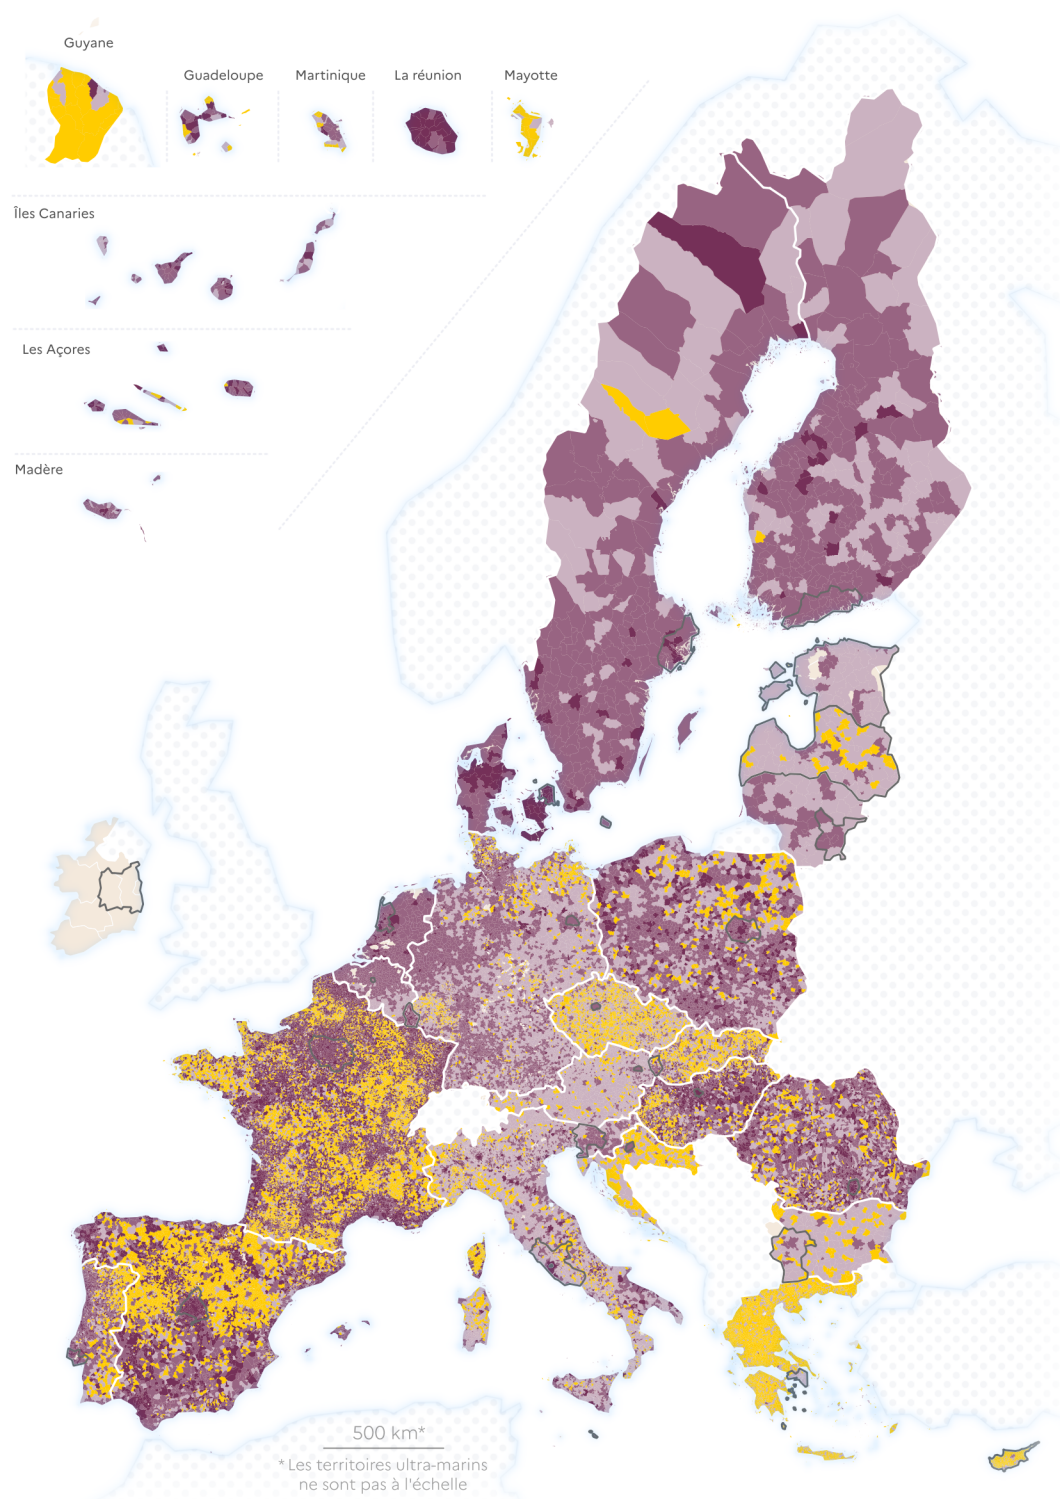 Guyane
Guadeloupe
Martinique
La réunion
Mayotte
Îles Canaries
Les Açores
Madère
500 km*
* Les territoires ultra-marins
ne sont pas à l'échelle